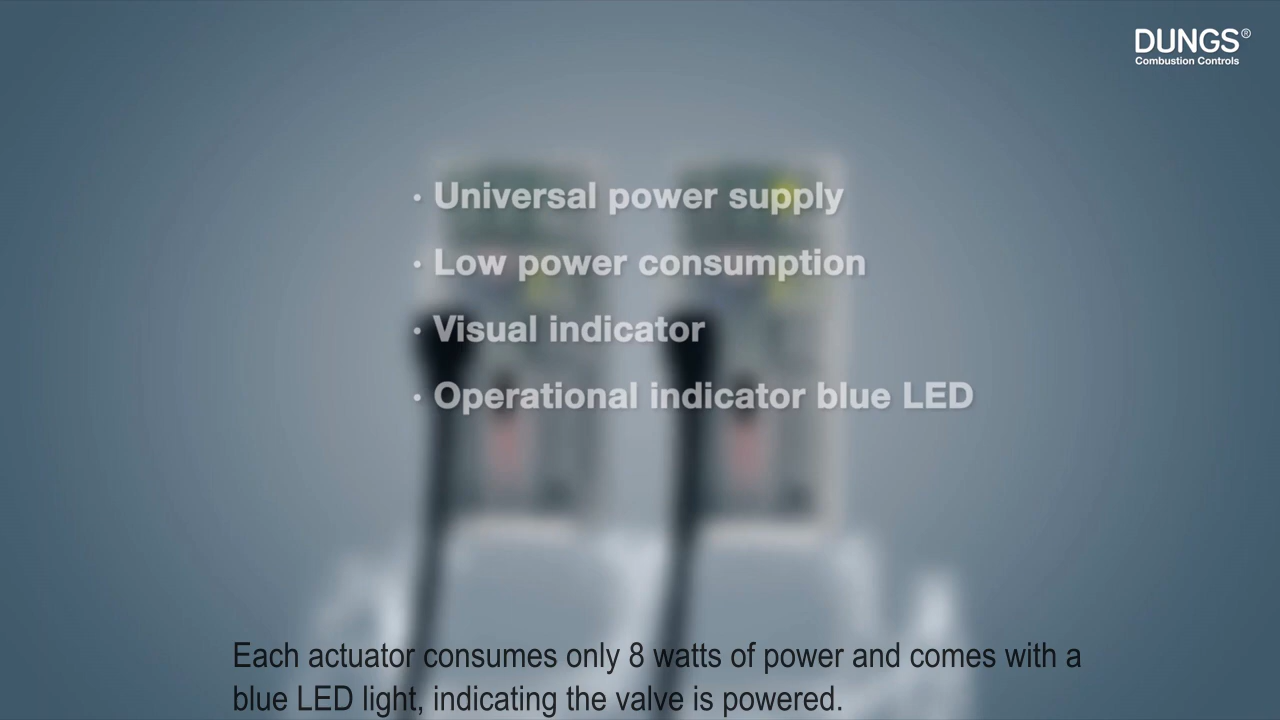 DUNGS®
Combustion Controls
· Universal power supply
· Low power consumption
· Visual indicator
· Operational indicator blue LED
Each actuator consumes only 8 watts of power and comes with a
blue LED light, indicating the valve is powered.